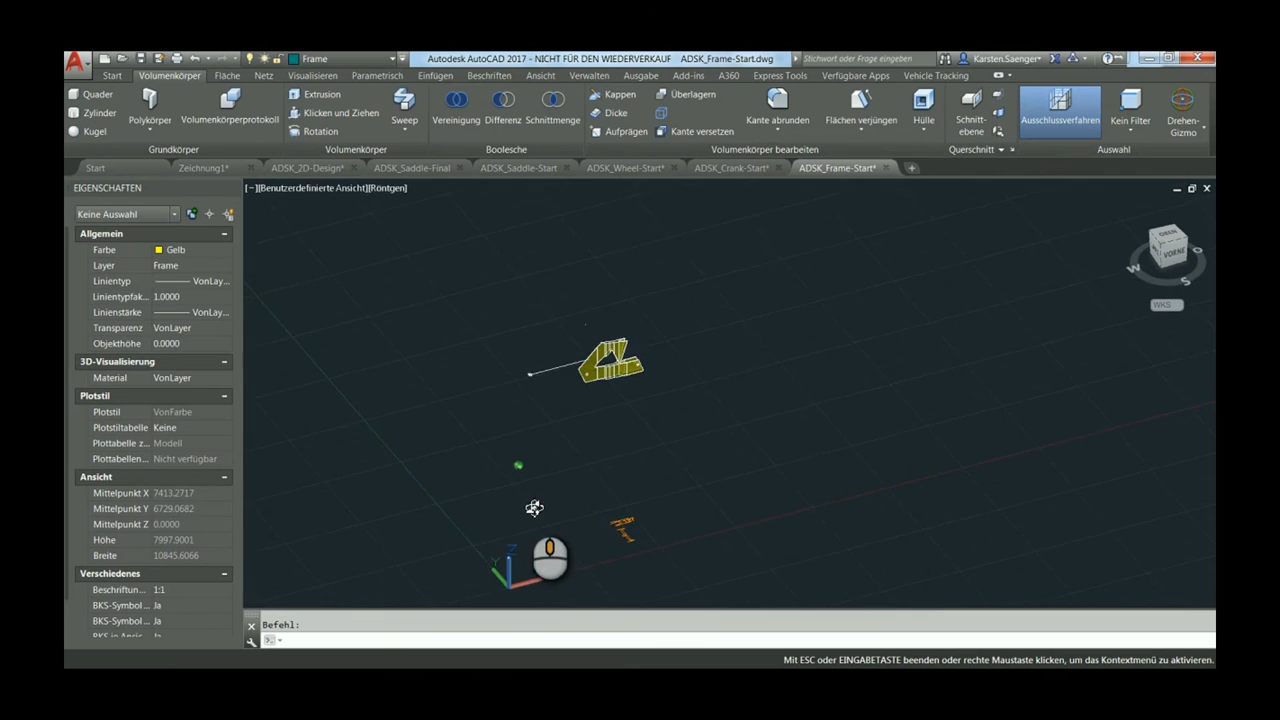 Frame
Autodesk AutoCAD 2017 - NICHT FÜR DEN WIEDERVERKAUF ADSK_Frame-Start.dwg
Stichwort oder Frage eingeben
Karsten.Saenger
Start Volumenkörper Fläche Netz Visualisieren Parametrisch Einfügen Beschriften Ansicht Verwalten Ausgabe Add-ins A360 Express Tools Verfügbare Apps Vehicle Tracking
Quader
Zylinder
Kugel
Polykörper
Volumenkörperprotokoll
Extrusion
Klicken und Ziehen
Rotation
Sweep
Vereinigung
Differenz
Schnittmenge
Kappen
Dicke
Aufprägen
Überlagern
Kante versetzen
Kante abrunden
Flächen verjüngen
Hülle
Schnitt-
ebene
Ausschlussverfahren
Kein Filter
Drehen-
Gizmo
Grundkörper
Volumenkörper
Boolesche
Volumenkörper bearbeiten
Querschnitt
Auswahl
Start Zeichnung1* ADSK_2D-Design* ADSK_Saddle-Final ADSK_Saddle-Start ADSK_Wheel-Start* ADSK_Crank-Start* ADSK_Frame-Start*
EIGENSCHAFTEN
[−][Benutzerdefinierte Ansicht][Röntgen]
Keine Auswahl
Allgemein
Farbe Gelb
Layer Frame
Linientyp VonLay...
Linientypfak... 1.0000
Linienstärke VonLay...
Transparenz VonLayer
Objekthöhe 0.0000
3D-Visualisierung
Material VonLayer
Plotstil
Plotstil VonFarbe
Plotstiltabelle Keine
Plottabelle z... Modell
Plottabellen... Nicht verfügbar
Ansicht
Mittelpunkt X 7413.2717
Mittelpunkt Y 6729.0682
Mittelpunkt Z 0.0000
Höhe 7997.9001
Breite 10845.6066
Verschiedenes
Beschriftun... 1:1
BKS-Symbol ... Ja
BKS-Symbol ... Ja
BKS in Ansic... Ja
OBEN
VORNE
W
S
O
WKS
Z
Y
Befehl:
Mit ESC oder EINGABETASTE beenden oder rechte Maustaste klicken, um das Kontextmenü zu aktivieren.